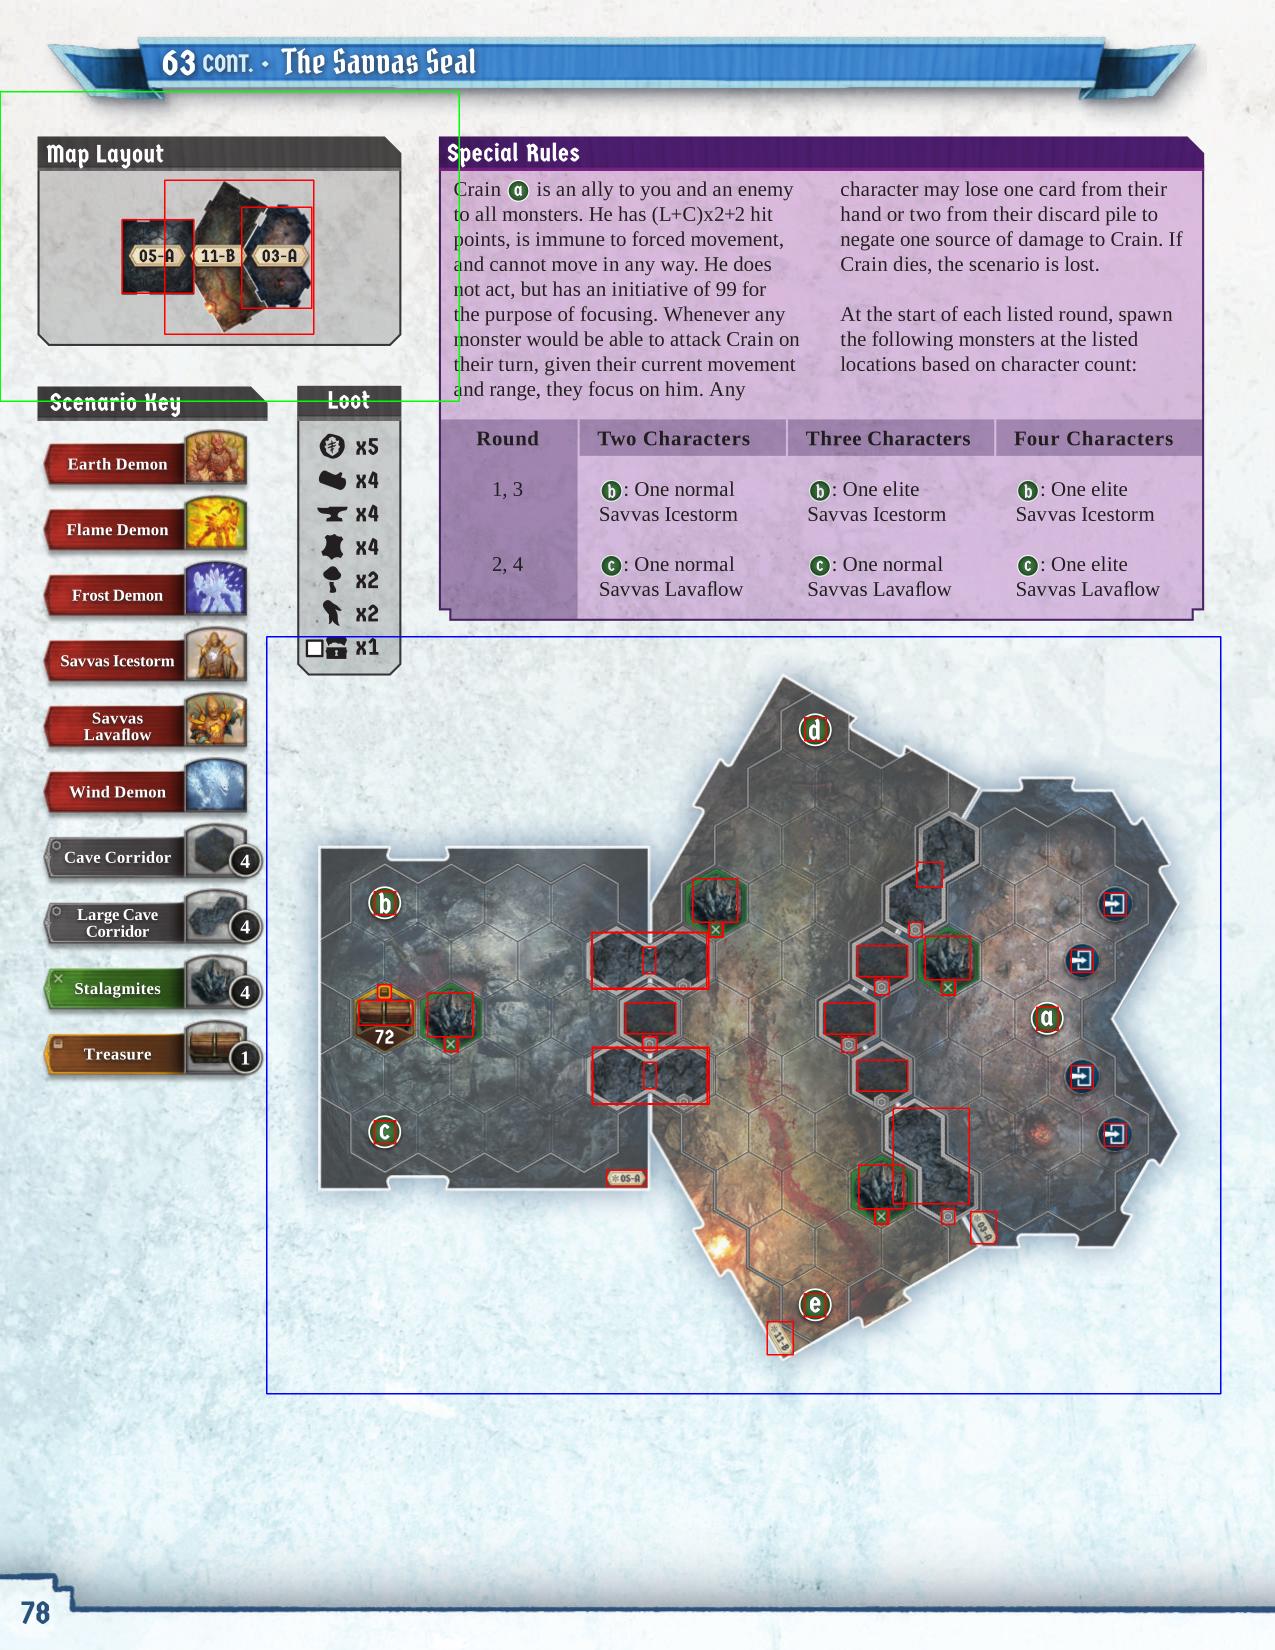 63 CONT. · The Savvas Seal
Map Layout
05-A
11-B
03-A
Special Rules
Crain a is an ally to you and an enemy
to all monsters. He has (L+C)x2+2 hit
points, is immune to forced movement,
and cannot move in any way. He does
not act, but has an initiative of 99 for
the purpose of focusing. Whenever any
monster would be able to attack Crain on
their turn, given their current movement
and range, they focus on him. Any
character may lose one card from their
hand or two from their discard pile to
negate one source of damage to Crain. If
Crain dies, the scenario is lost.
At the start of each listed round, spawn
the following monsters at the listed
locations based on character count:
Round Two Characters Three Characters Four Characters
1, 3
b: One normal
Savvas Icestorm
b: One elite
Savvas Icestorm
b: One elite
Savvas Icestorm
2, 4
c: One normal
Savvas Lavaflow
c: One normal
Savvas Lavaflow
c: One elite
Savvas Lavaflow
Scenario Key
Earth Demon
Flame Demon
Frost Demon
Savvas Icestorm
Savvas
Lavaflow
Wind Demon
Cave Corridor 4
Large Cave
Corridor
4
Stalagmites 4
Treasure 1
Loot
x5
x4
x4
x4
x2
x2
x1
d
b
72
a
c
05-A
03-A
e
11-B
78